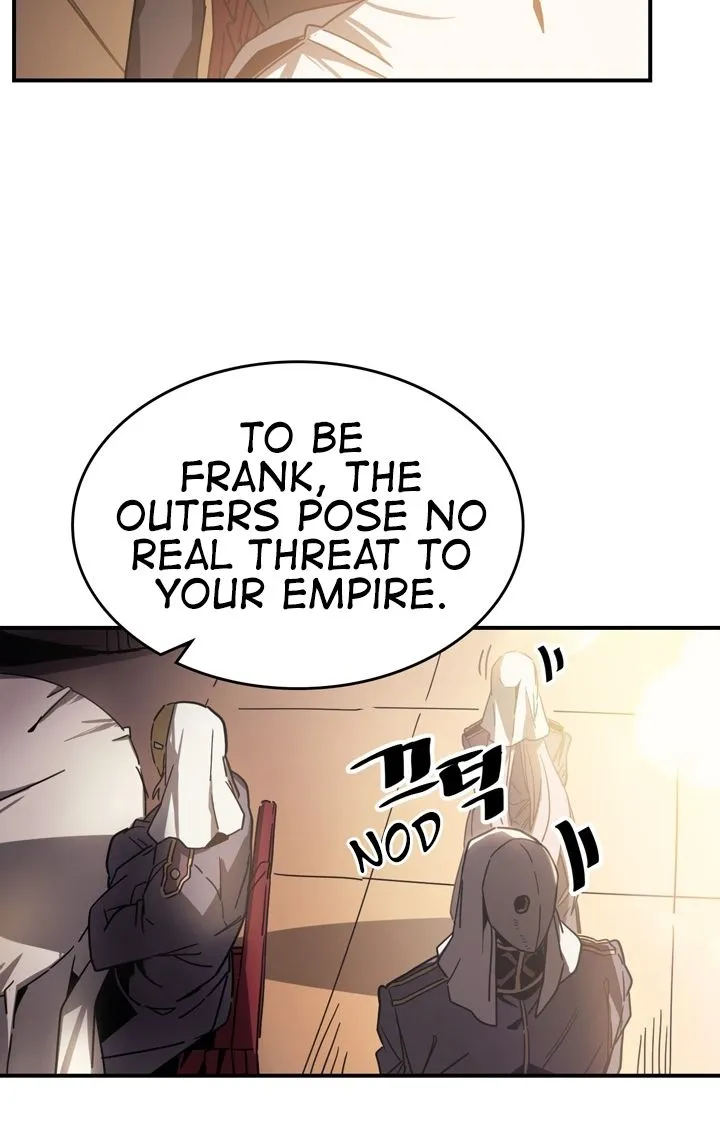 TO BE
FRANK, THE
OUTERS POSE NO
REAL THREAT TO
YOUR EMPIRE.
끄덕
NOD